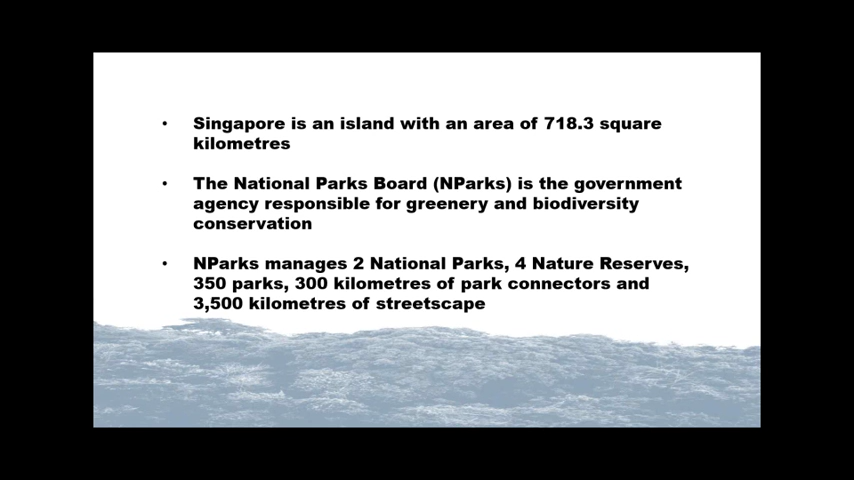 • Singapore is an island with an area of 718.3 square
kilometres
• The National Parks Board (NParks) is the government
agency responsible for greenery and biodiversity
conservation
• NParks manages 2 National Parks, 4 Nature Reserves,
350 parks, 300 kilometres of park connectors and
3,500 kilometres of streetscape